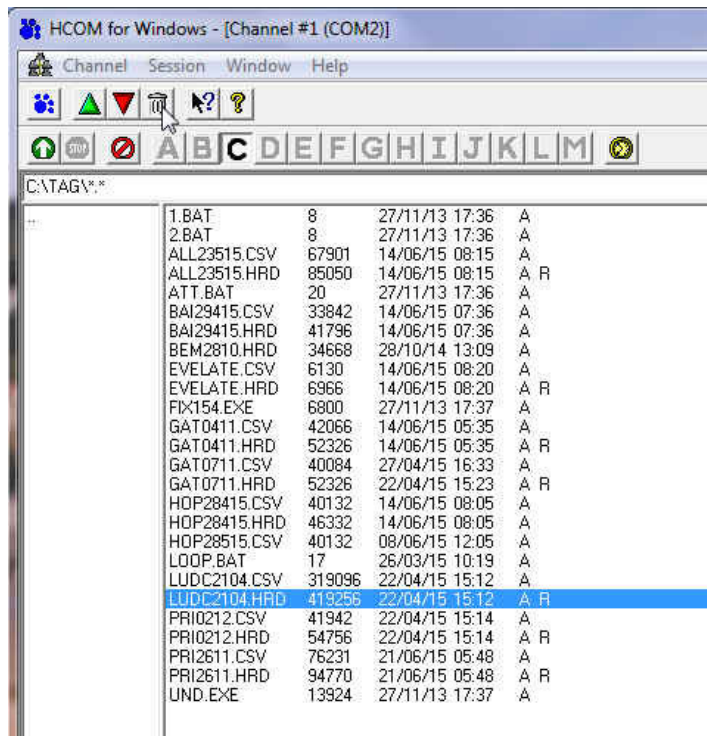 HCOM for Windows - [Channel #1 (COM2)]
Channel Session Window Help
? ?
STOP A B C D E F G H I J K L M
C:\TAG\*.*
..
1.BAT 8 27/11/13 17:36 A
2.BAT 8 27/11/13 17:36 A
ALL23515.CSV 67901 14/06/15 08:15 A
ALL23515.HRD 85050 14/06/15 08:15 A R
ATT.BAT 20 27/11/13 17:36 A
BAI29415.CSV 33842 14/06/15 07:36 A
BAI29415.HRD 41796 14/06/15 07:36 A
BEM2810.HRD 34668 28/10/14 13:09 A
EVELATE.CSV 6130 14/06/15 08:20 A
EVELATE.HRD 6966 14/06/15 08:20 A R
FIX154.EXE 6800 27/11/13 17:37 A
GAT0411.CSV 42066 14/06/15 05:35 A
GAT0411.HRD 52326 14/06/15 05:35 A R
GAT0711.CSV 40084 27/04/15 16:33 A
GAT0711.HRD 52326 22/04/15 15:23 A R
HOP28415.CSV 40132 14/06/15 08:05 A
HOP28415.HRD 46332 14/06/15 08:05 A
HOP28515.CSV 40132 08/06/15 12:05 A
LOOP.BAT 17 26/03/15 10:19 A
LUDC2104.CSV 319096 22/04/15 15:12 A
LUDC2104.HRD 419256 22/04/15 15:12 A R
PRI0212.CSV 41942 22/04/15 15:14 A
PRI0212.HRD 54756 22/04/15 15:14 A R
PRI2611.CSV 76231 21/06/15 05:48 A
PRI2611.HRD 94770 21/06/15 05:48 A R
UND.EXE 13924 27/11/13 17:37 A